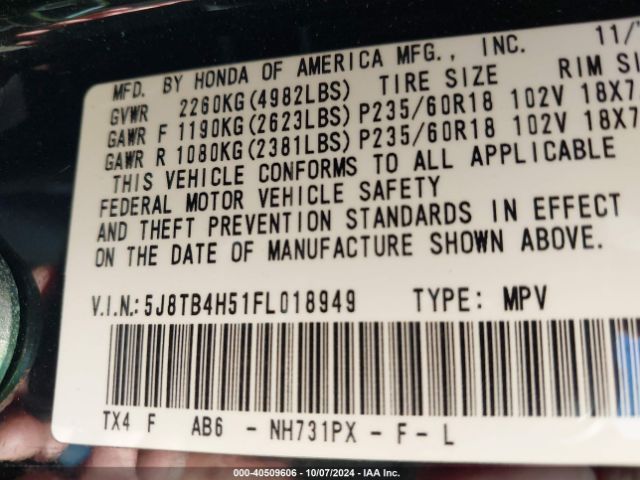 MFD. BY HONDA OF AMERICA MFG., INC. 11/
GVWR 2260KG(4982LBS) TIRE SIZE RIM SI
GAWR F 1190KG(2623LBS) P235/60R18 102V 18X7
GAWR R 1080KG(2381LBS) P235/60R18 102V 18X7
THIS VEHICLE CONFORMS TO ALL APPLICABLE
FEDERAL MOTOR VEHICLE SAFETY
AND THEFT PREVENTION STANDARDS IN EFFECT
ON THE DATE OF MANUFACTURE SHOWN ABOVE.
V.I.N.:5J8TB4H51FL018949 TYPE: MPV
TX4 F AB6 - NH731PX - F - L
000-40509606 - 10/07/2024 - IAA Inc.